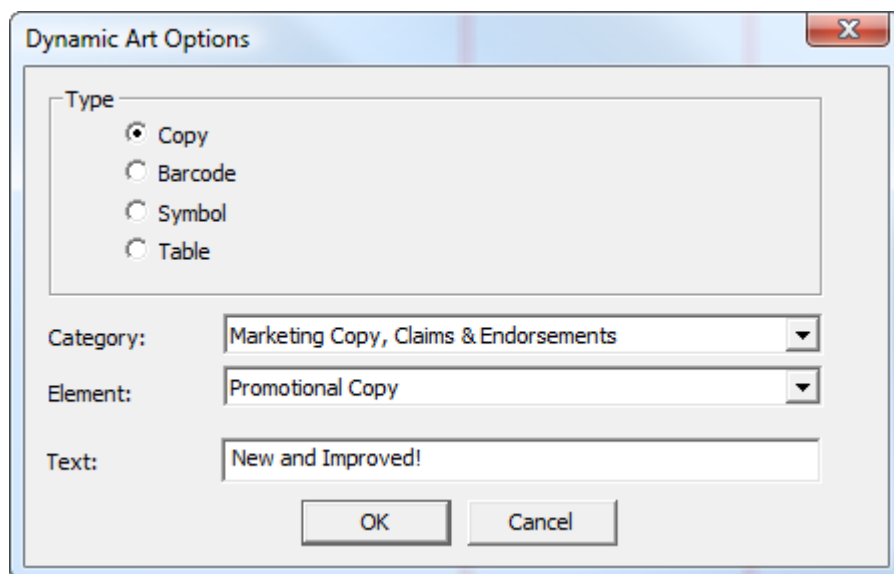 Dynamic Art Options
Type
Copy
Barcode
Symbol
Table
Category: Marketing Copy, Claims & Endorsements
Element: Promotional Copy
Text: New and Improved!
OK Cancel